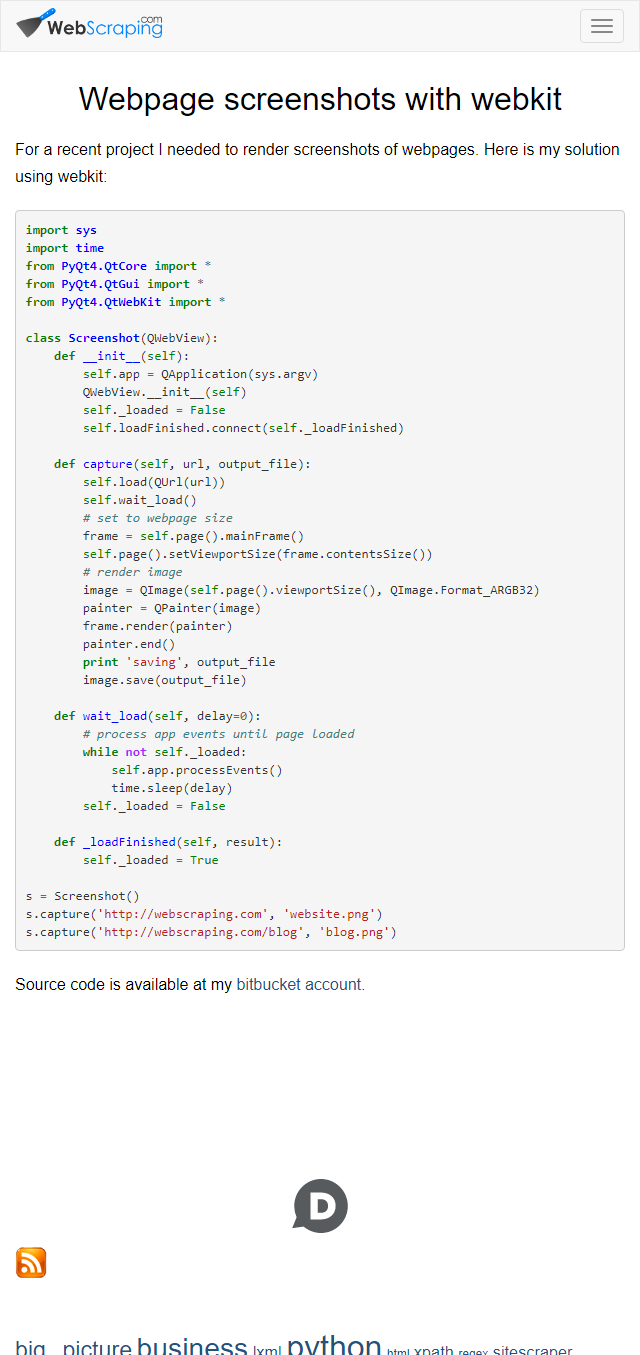 WebScraping.com
Webpage screenshots with webkit
For a recent project I needed to render screenshots of webpages. Here is my solution
using webkit:
import sys
import time
from PyQt4.QtCore import *
from PyQt4.QtGui import *
from PyQt4.QtWebKit import *
class Screenshot(QWebView):
    def __init__(self):
        self.app = QApplication(sys.argv)
        QWebView.__init__(self)
        self._loaded = False
        self.loadFinished.connect(self._loadFinished)
    def capture(self, url, output_file):
        self.load(QUrl(url))
        self.wait_load()
        # set to webpage size
        frame = self.page().mainFrame()
        self.page().setViewportSize(frame.contentsSize())
        # render image
        image = QImage(self.page().viewportSize(), QImage.Format_ARGB32)
        painter = QPainter(image)
        frame.render(painter)
        painter.end()
        print 'saving', output_file
        image.save(output_file)
    def wait_load(self, delay=0):
        # process app events until page loaded
        while not self._loaded:
            self.app.processEvents()
            time.sleep(delay)
        self._loaded = False
    def _loadFinished(self, result):
        self._loaded = True
s = Screenshot()
s.capture('http://webscraping.com', 'website.png')
s.capture('http://webscraping.com/blog', 'blog.png')
Source code is available at my bitbucket account.
D
big picture business lxml python html xpath regex sitescraper